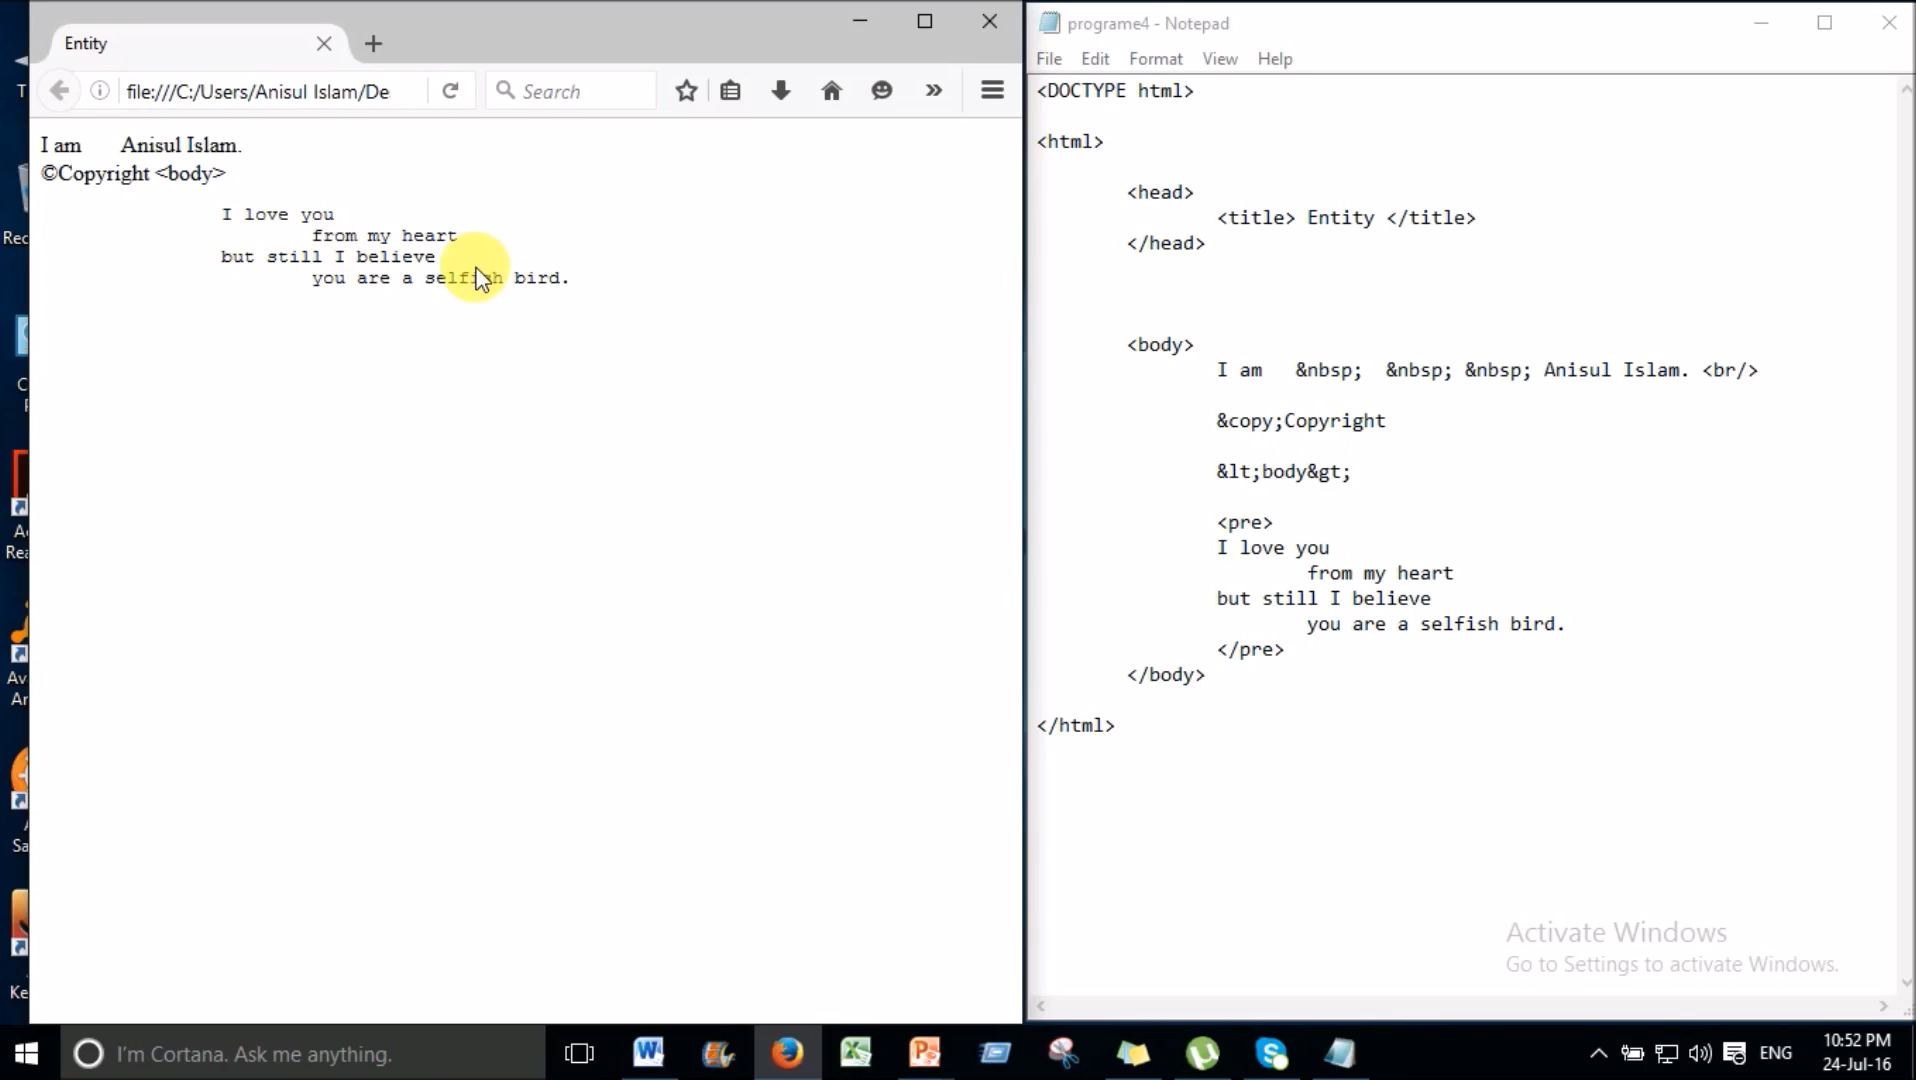 Entity
file:///C:/Users/Anisul Islam/De
Search
I am Anisul Islam.
©Copyright <body>
I love you
from my heart
but still I believe
you are a selfish bird.
programe4 - Notepad
File Edit Format View Help
<DOCTYPE html>
<html>
<head>
<title> Entity </title>
</head>
<body>
I am &nbsp; &nbsp; &nbsp; Anisul Islam. <br/>
&copy;Copyright
&lt;body&gt;
<pre>
I love you
from my heart
but still I believe
you are a selfish bird.
</pre>
</body>
</html>
Activate Windows
Go to Settings to activate Windows.
I'm Cortana. Ask me anything.
ENG
10:52 PM
24-Jul-16